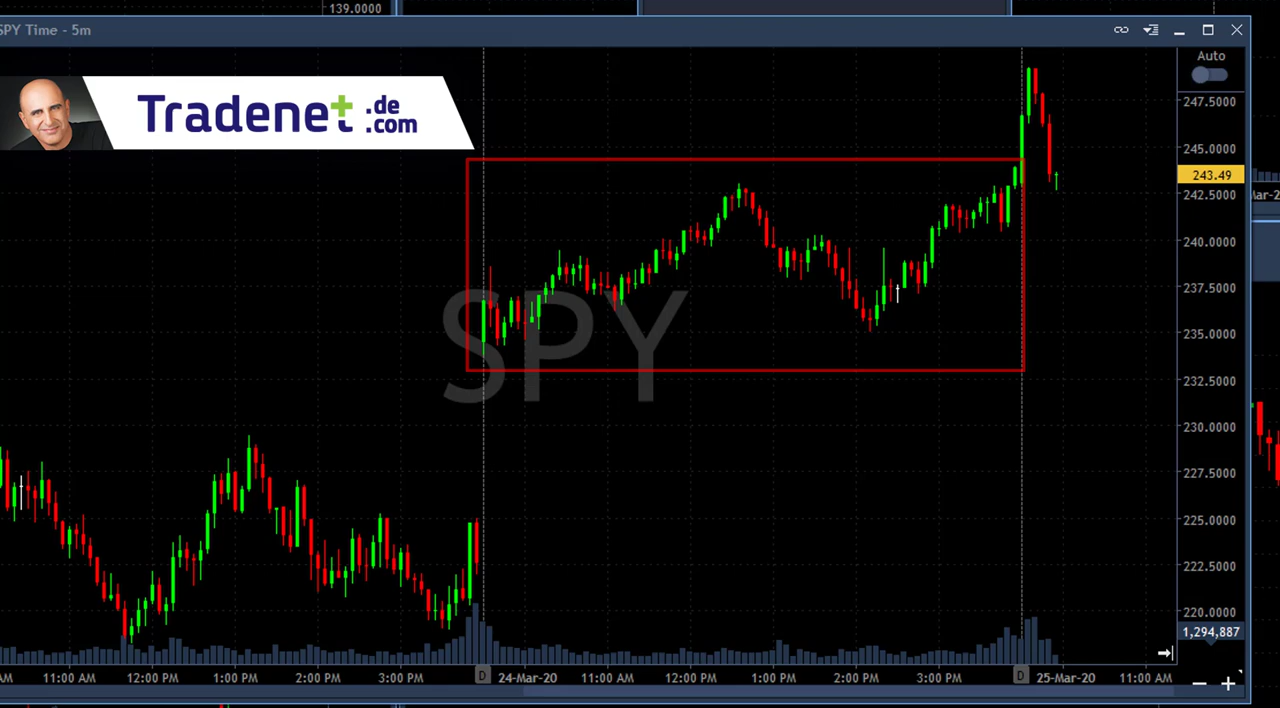 139.0000
SPY Time - 5m
Auto
Tradenet .de
.com
247.5000
245.0000
243.49
242.5000
240.0000
237.5000
235.0000
232.5000
230.0000
227.5000
225.0000
222.5000
220.0000
1,294,887
SPY
11:00 AM 12:00 PM 1:00 PM 2:00 PM 3:00 PM D 24-Mar-20 11:00 AM 12:00 PM 1:00 PM 2:00 PM 3:00 PM D 25-Mar-20 11:00 AM